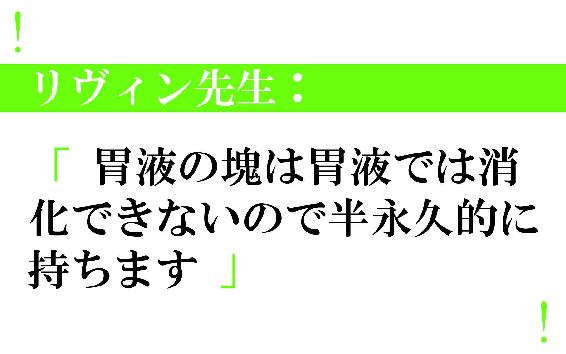 !
リヴィン先生：
「 胃液の塊は胃液では消
化できないので半永久的に
持ちます 」
!